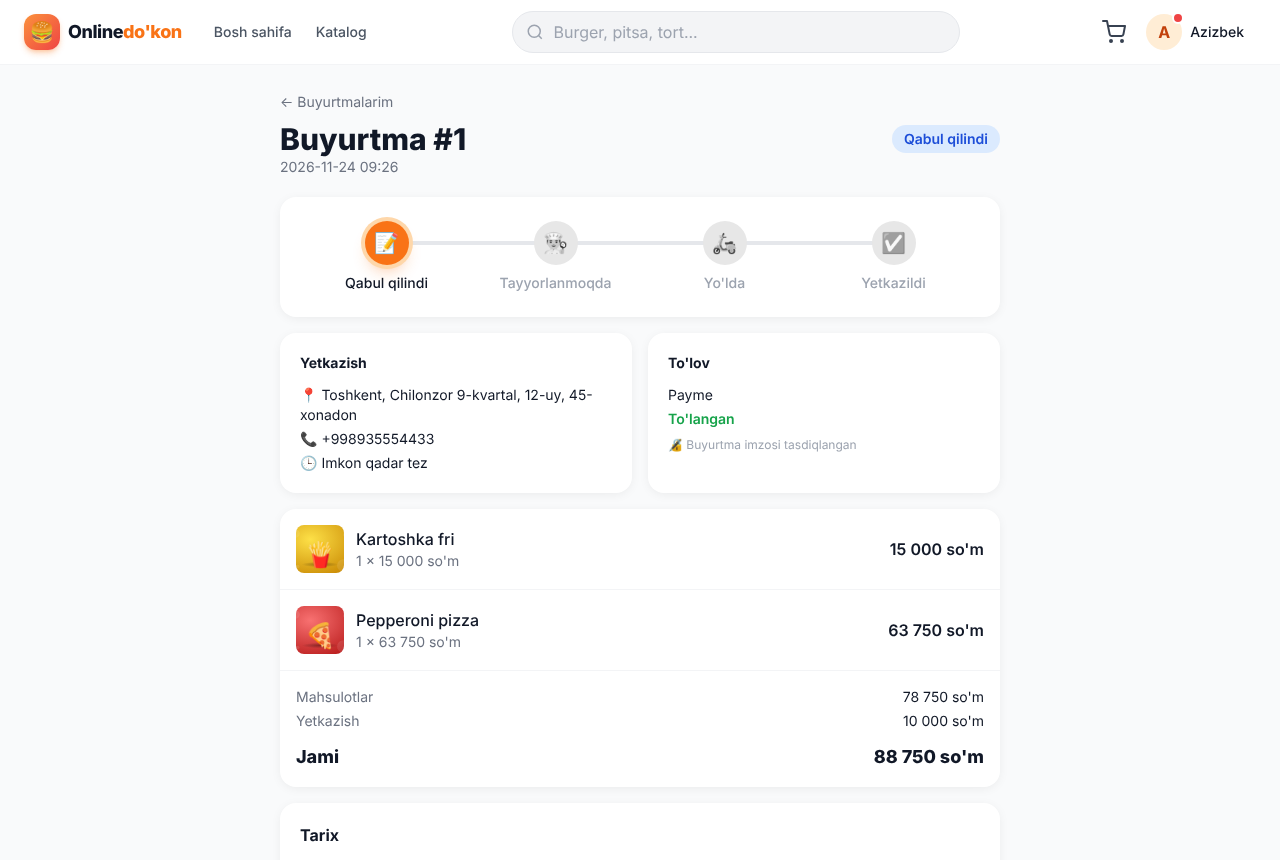 Onlinedo'kon
Bosh sahifa
Katalog
Burger, pitsa, tort...
A
Azizbek
← Buyurtmalarim
Buyurtma #1
Qabul qilindi
2026-11-24 09:26
Qabul qilindi
Tayyorlanmoqda
Yo'lda
Yetkazildi
Yetkazish
📍 Toshkent, Chilonzor 9-kvartal, 12-uy, 45-
xonadon
📞 +998935554433
🕒 Imkon qadar tez
To'lov
Payme
To'langan
🔏 Buyurtma imzosi tasdiqlangan
Kartoshka fri
1 × 15 000 so'm
15 000 so'm
Pepperoni pizza
1 × 63 750 so'm
63 750 so'm
Mahsulotlar
78 750 so'm
Yetkazish
10 000 so'm
Jami
88 750 so'm
Tarix